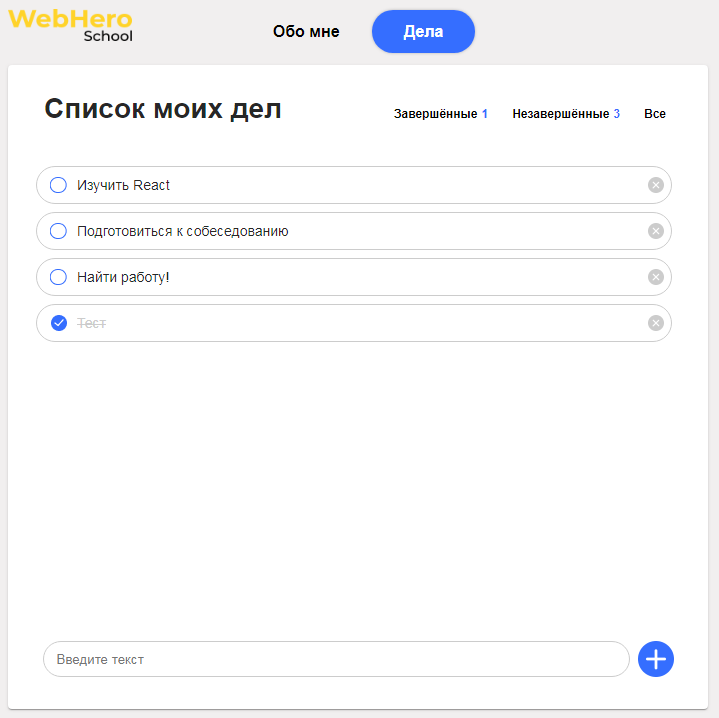 WebHero
School
Обо мне
Дела
Список моих дел
Завершённые 1
Незавершённые 3
Все
Изучить React
Подготовиться к собеседованию
Найти работу!
Тест
Введите текст